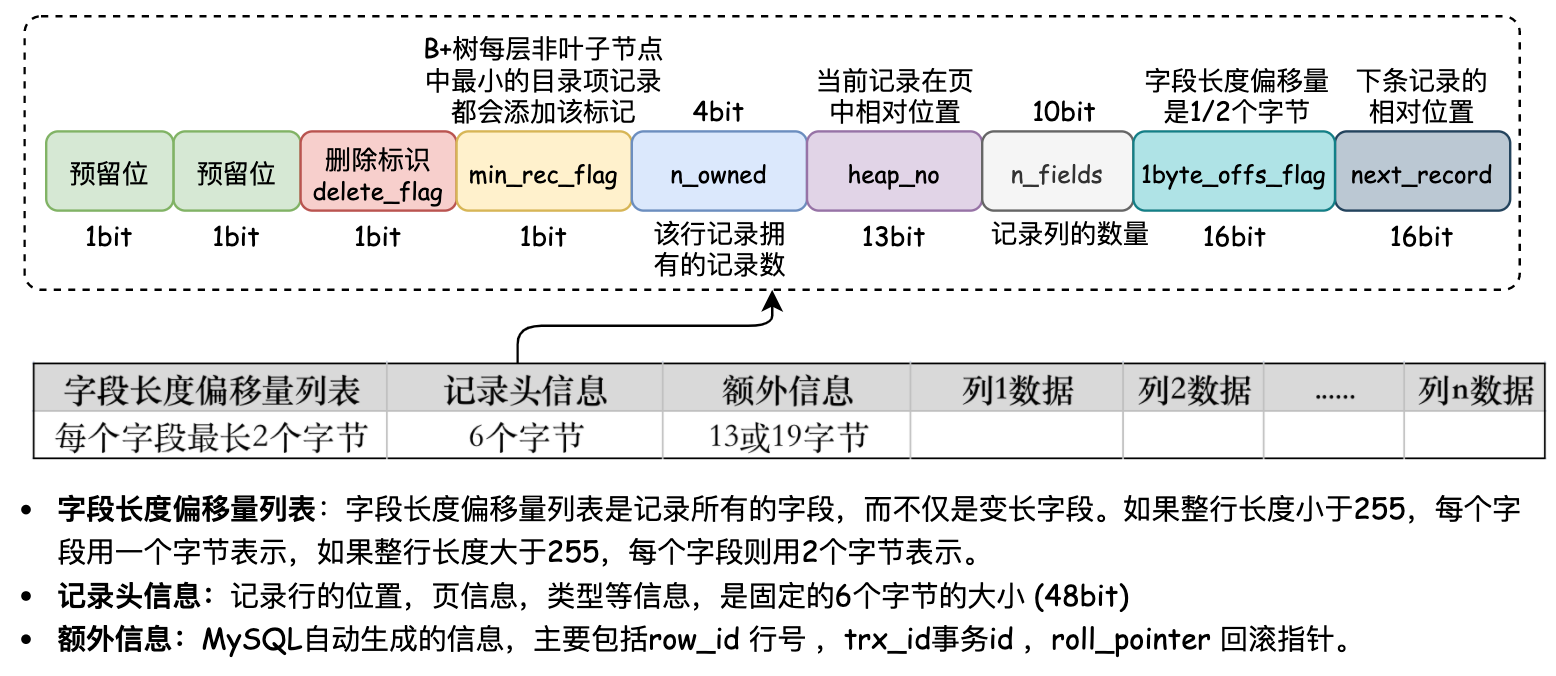 B+树每层非叶子节点
中最小的目录项记录
都会添加该标记
4bit
当前记录在页
中相对位置
10bit
字段长度偏移量
是1/2个字节
下条记录的
相对位置
预留位
预留位
删除标识
delete_flag
min_rec_flag
n_owned
heap_no
n_fields
1byte_offs_flag
next_record
1bit
1bit
1bit
1bit
该行记录拥
有的记录数
13bit
记录列的数量
16bit
16bit
字段长度偏移量列表 记录头信息 额外信息 列1数据 列2数据 …… 列n数据
每个字段最长2个字节 6个字节 13或19字节
• 字段长度偏移量列表：字段长度偏移量列表是记录所有的字段，而不仅是变长字段。如果整行长度小于255，每个字
段用一个字节表示，如果整行长度大于255，每个字段则用2个字节表示。
• 记录头信息：记录行的位置，页信息，类型等信息，是固定的6个字节的大小 (48bit)
• 额外信息：MySQL自动生成的信息，主要包括row_id 行号 ，trx_id事务id ，roll_pointer 回滚指针。